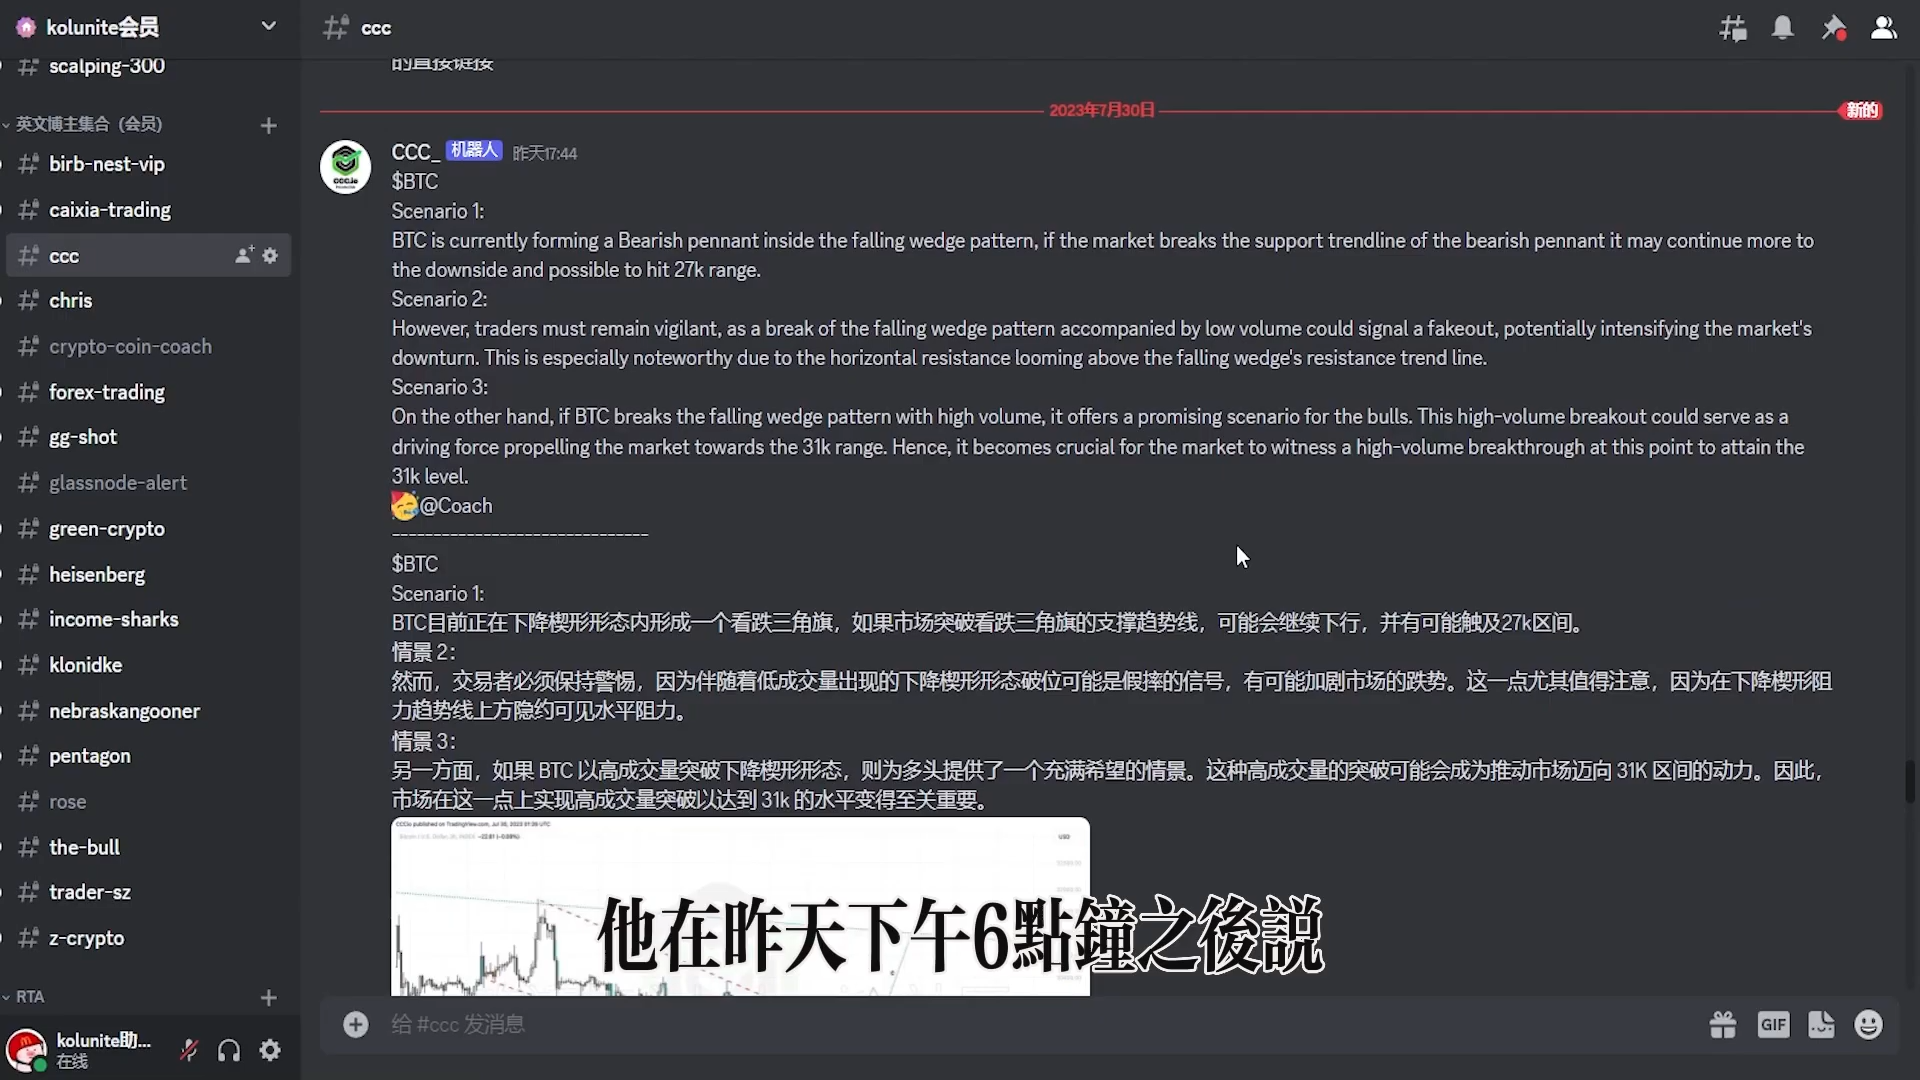 kolunite会员
ccc
scalping-300
的直接链接
英文博主集合 (会员)
birb-nest-vip
caixia-trading
ccc
chris
crypto-coin-coach
forex-trading
gg-shot
glassnode-alert
green-crypto
heisenberg
income-sharks
klonidke
nebraskangooner
pentagon
rose
the-bull
trader-sz
z-crypto
RTA
kolunite助...
在线
2023年7月30日
新的
CCC_ 机器人 昨天17:44
$BTC
Scenario 1:
BTC is currently forming a Bearish pennant inside the falling wedge pattern, if the market breaks the support trendline of the bearish pennant it may continue more to
the downside and possible to hit 27k range.
Scenario 2:
However, traders must remain vigilant, as a break of the falling wedge pattern accompanied by low volume could signal a fakeout, potentially intensifying the market's
downturn. This is especially noteworthy due to the horizontal resistance looming above the falling wedge's resistance trend line.
Scenario 3:
On the other hand, if BTC breaks the falling wedge pattern with high volume, it offers a promising scenario for the bulls. This high-volume breakout could serve as a
driving force propelling the market towards the 31k range. Hence, it becomes crucial for the market to witness a high-volume breakthrough at this point to attain the
31k level.
@Coach
--------------------------------
$BTC
Scenario 1:
BTC目前正在下降楔形形态内形成一个看跌三角旗，如果市场突破看跌三角旗的支撑趋势线，可能会继续下行，并有可能触及27k区间。
情景 2：
然而，交易者必须保持警惕，因为伴随着低成交量出现的下降楔形形态破位可能是假摔的信号，有可能加剧市场的跌势。这一点尤其值得注意，因为在下降楔形阻
力趋势线上方隐约可见水平阻力。
情景 3：
另一方面，如果 BTC 以高成交量突破下降楔形形态，则为多头提供了一个充满希望的情景。这种高成交量的突破可能会成为推动市场迈向 31K 区间的动力。因此，
市场在这一点上实现高成交量突破以达到 31k 的水平变得至关重要。
USD
他在昨天下午6點鐘之後説
给 #ccc 发消息
GIF